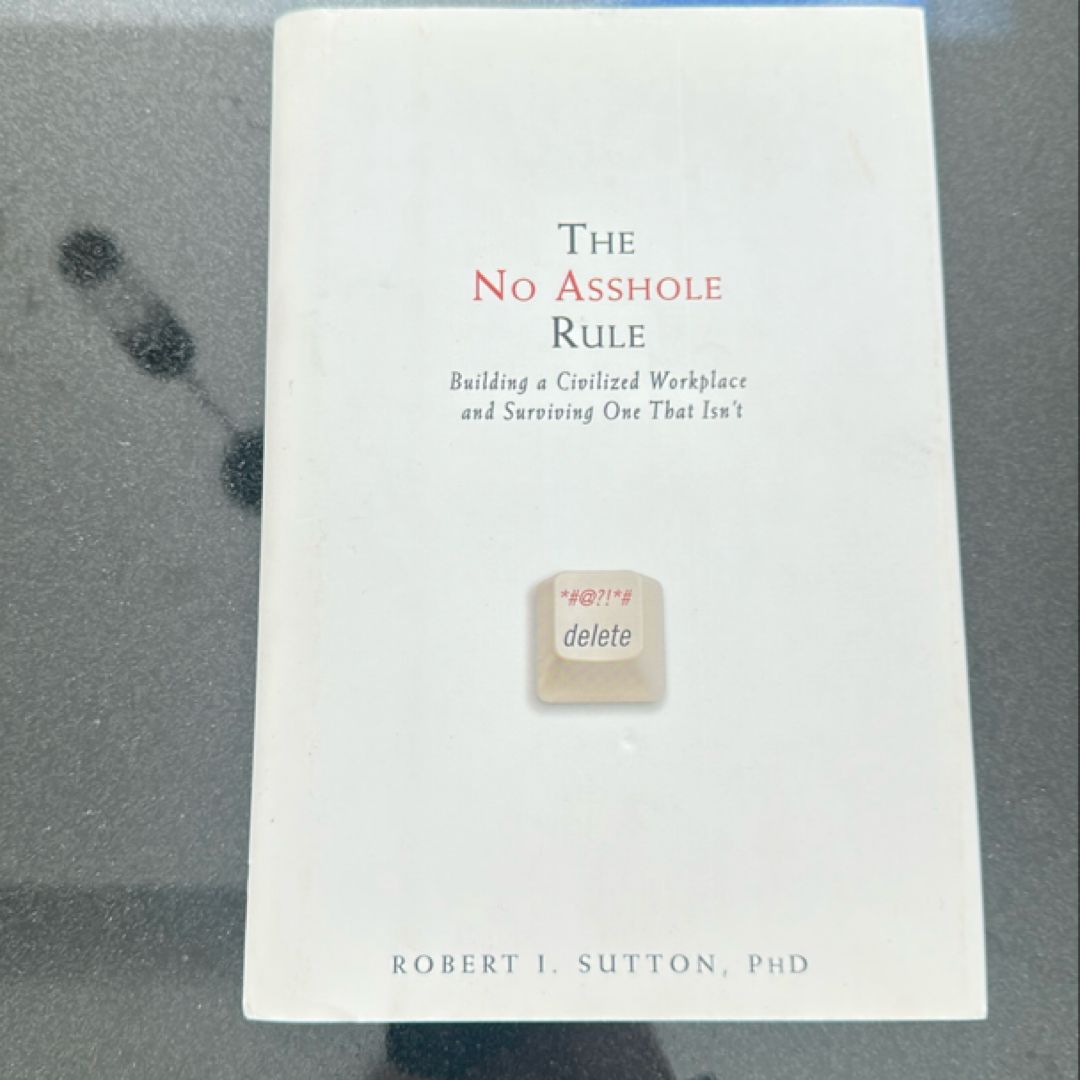 THE
NO ASSHOLE
RULE
Building a Civilized Workplace
and Surviving One That Isn't
*#@?!*#
delete
ROBERT I. SUTTON, PHD